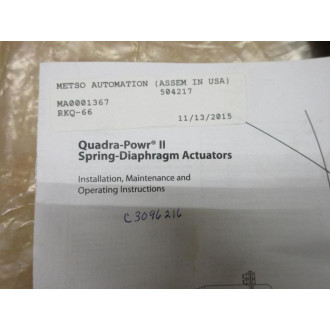 METSO AUTOMATION (ASSEM IN USA)
504217
MA0001367
RKQ-66
11/13/2015
Quadra-Powr® II
Spring-Diaphragm Actuators
Installation, Maintenance and
Operating Instructions
C3096216